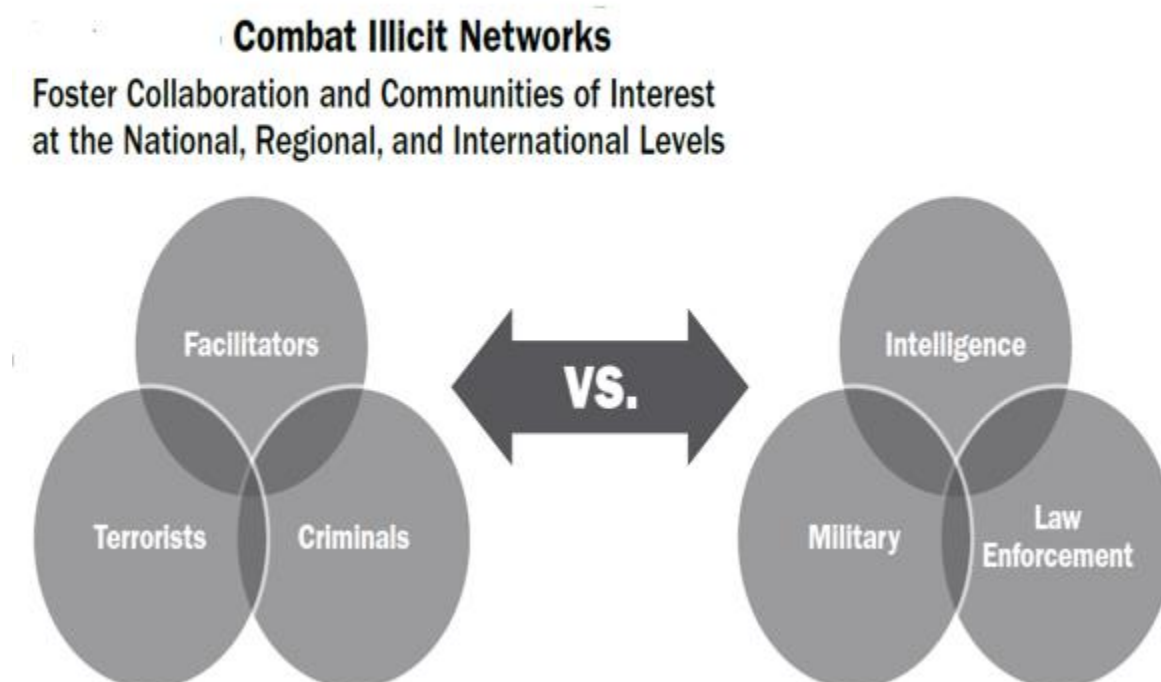 Combat Illicit Networks
Foster Collaboration and Communities of Interest
at the National, Regional, and International Levels
Facilitators
Terrorists
Criminals
VS.
Intelligence
Military
Law
Enforcement